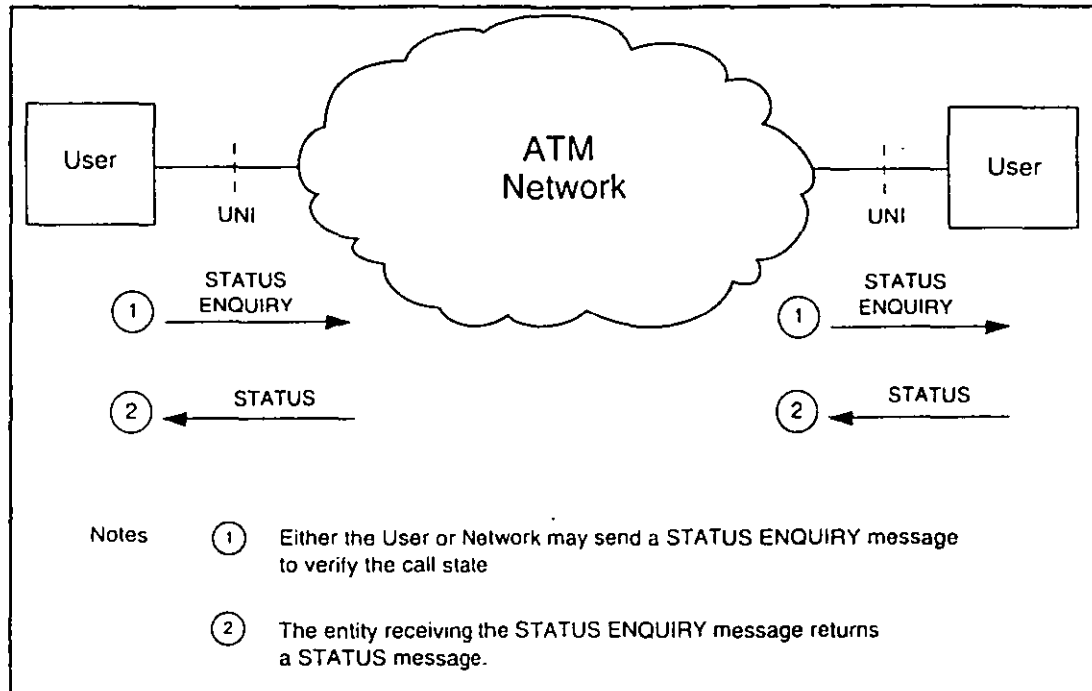 ATM
Network
User
User
UNI
UNI
STATUS
ENQUIRY
1
STATUS
ENQUIRY
1
2
STATUS
2
STATUS
Notes
1
Either the User or Network may send a STATUS ENQUIRY message
to verify the call state
2
The entity receiving the STATUS ENQUIRY message returns
a STATUS message.